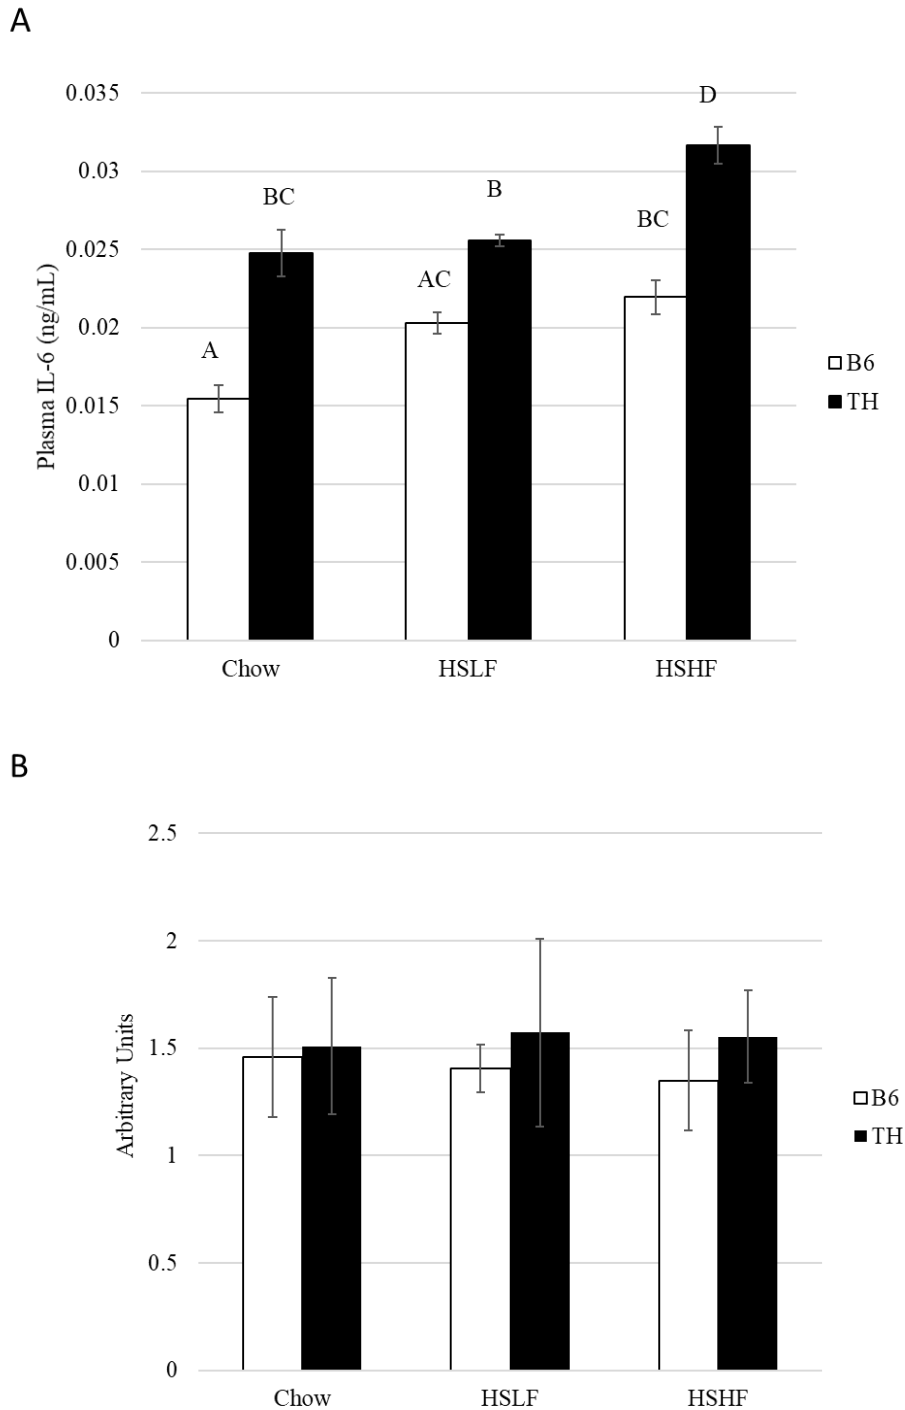 A
0.035
D
0.03
BC
B
BC
0.025
AC
0.02
A
0.015
0.01
0.005
0
Plasma IL-6 (ng/mL)
Chow HSLF HSHF
B6
TH
B
2.5
2
1.5
1
0.5
0
Arbitrary Units
Chow HSLF HSHF
B6
TH